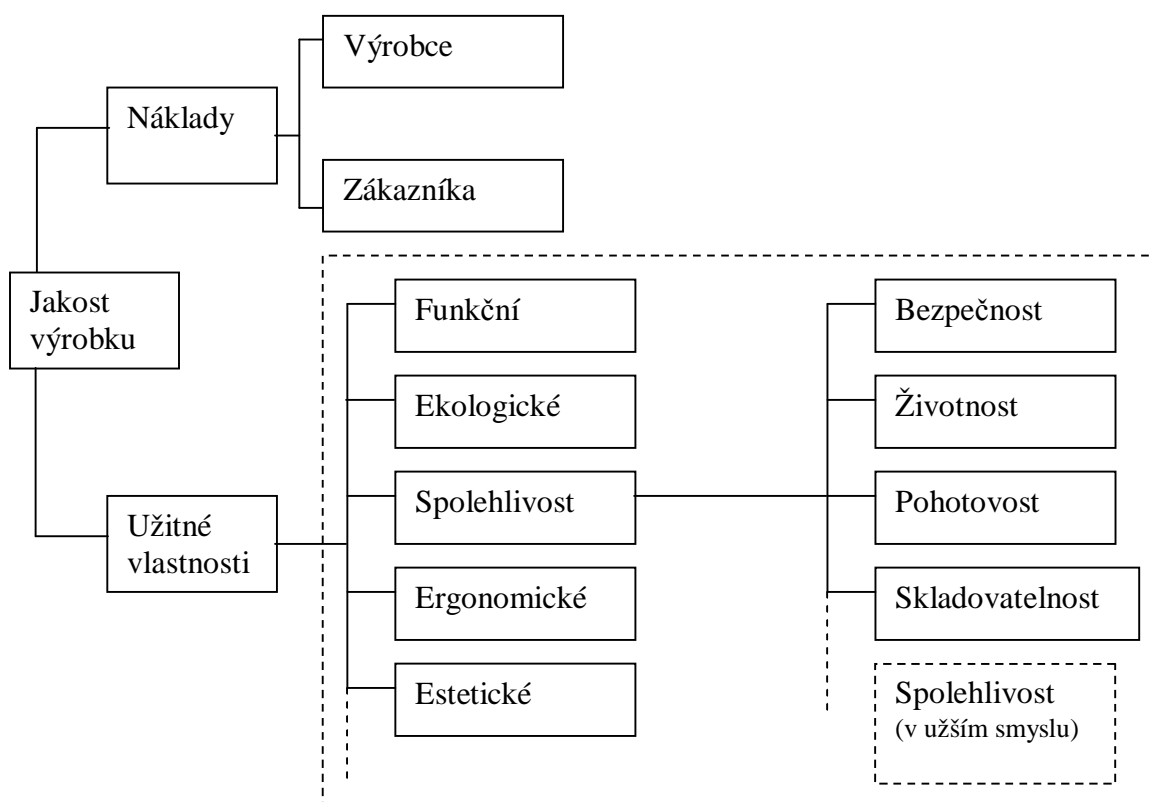 Výrobce
Náklady
Zákazníka
Jakost
výrobku
Užitné
vlastnosti
Funkční
Ekologické
Spolehlivost
Ergonomické
Estetické
Bezpečnost
Životnost
Pohotovost
Skladovatelnost
Spolehlivost
(v užším smyslu)